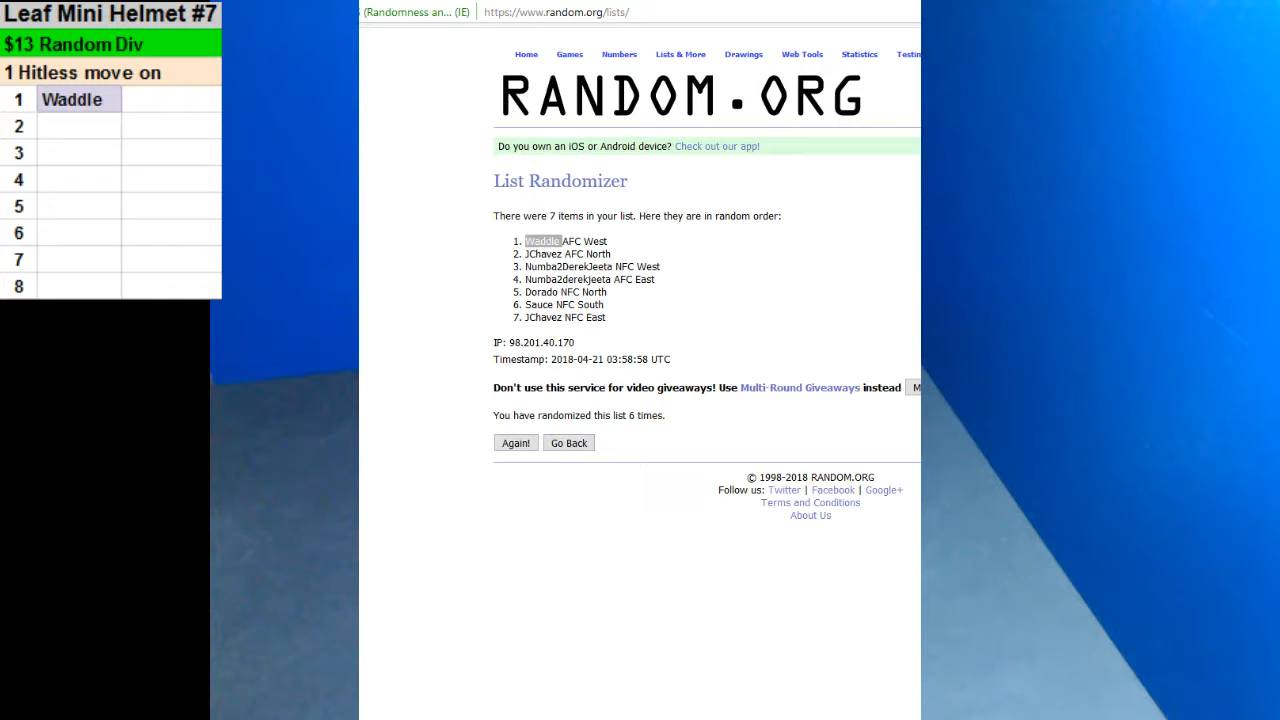 Leaf Mini Helmet #7
$13 Random Div
1 Hitless move on
1 Waddle
2
3
4
5
6
7
8
(Randomness an... (IE) https://www.random.org/lists/
Home Games Numbers Lists & More Drawings Web Tools Statistics Testin
RANDOM.ORG
Do you own an iOS or Android device? Check out our app!
List Randomizer
There were 7 items in your list. Here they are in random order:
1. Waddle AFC West
2. JChavez AFC North
3. Numba2DerekJeeta NFC West
4. Numba2derekjeeta AFC East
5. Dorado NFC North
6. Sauce NFC South
7. JChavez NFC East
IP: 98.201.40.170
Timestamp: 2018-04-21 03:58:58 UTC
Don't use this service for video giveaways! Use Multi-Round Giveaways instead M
You have randomized this list 6 times.
Again! Go Back
© 1998-2018 RANDOM.ORG
Follow us: Twitter | Facebook | Google+
Terms and Conditions
About Us